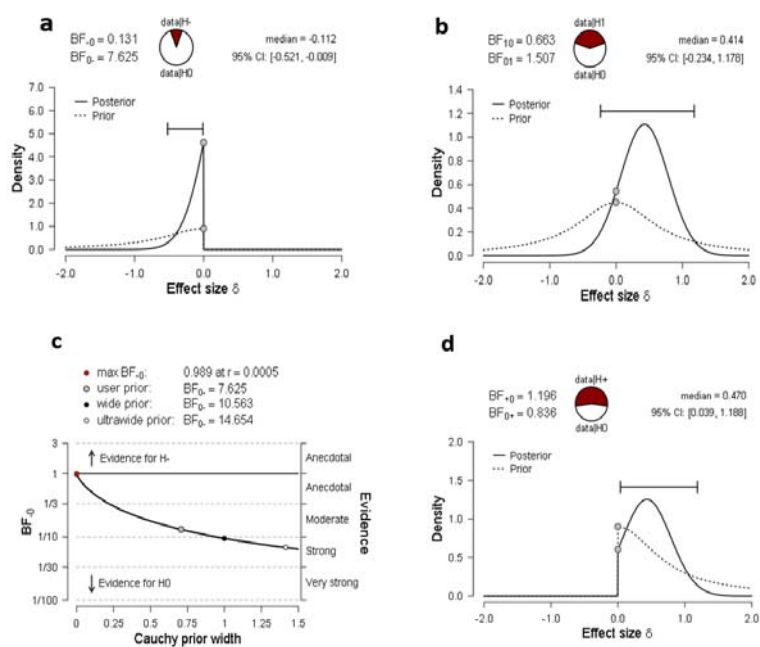 a
data|H-
BF-0 = 0.131
BF0- = 7.625
data|H0
median = -0.112
95% CI: [-0.521, -0.009]
Posterior
Prior
Density
7.0
6.0
5.0
4.0
3.0
2.0
1.0
0.0
-2.0 -1.0 0.0 1.0 2.0
Effect size δ
b
data|H1
BF10 = 0.663
BF01 = 1.507
data|H0
median = 0.414
95% CI: [-0.234, 1.178]
Posterior
Prior
Density
1.4
1.2
1.0
0.8
0.6
0.4
0.2
0.0
-2.0 -1.0 0.0 1.0 2.0
Effect size δ
c
max BF-0: 0.989 at r = 0.0005
user prior: BF0- = 7.625
wide prior: BF0- = 10.563
ultrawide prior: BF0- = 14.654
BF-0
3
1
1/3
1/10
1/30
1/100
Evidence for H-
Evidence for H0
Anecdotal
Anecdotal
Moderate
Strong
Very strong
Evidence
0 0.25 0.5 0.75 1 1.25 1.5
Cauchy prior width
d
data|H+
BF+0 = 1.196
BF0+ = 0.836
data|H0
median = 0.470
95% CI: [0.039, 1.188]
Posterior
Prior
Density
2.0
1.5
1.0
0.5
0.0
-2.0 -1.0 0.0 1.0 2.0
Effect size δ